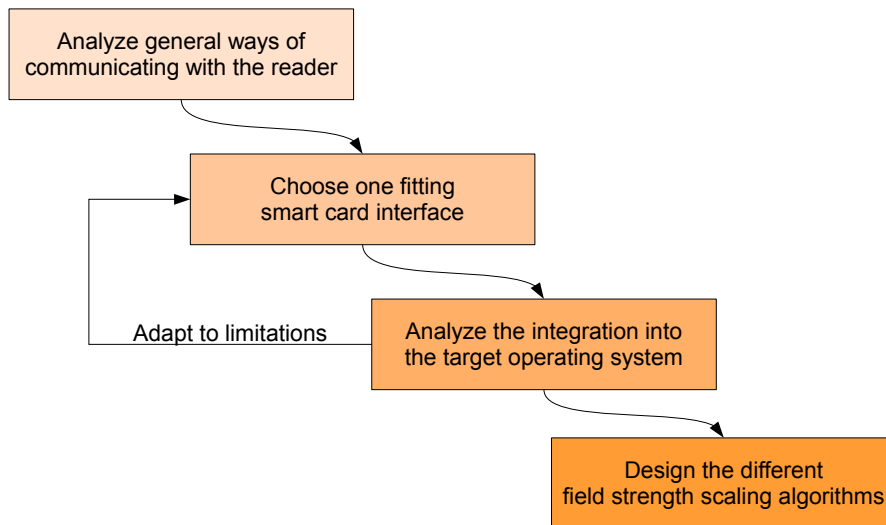 Analyze general ways of
communicating with the reader
Choose one fitting
smart card interface
Adapt to limitations
Analyze the integration into
the target operating system
Design the different
field strength scaling algorithms